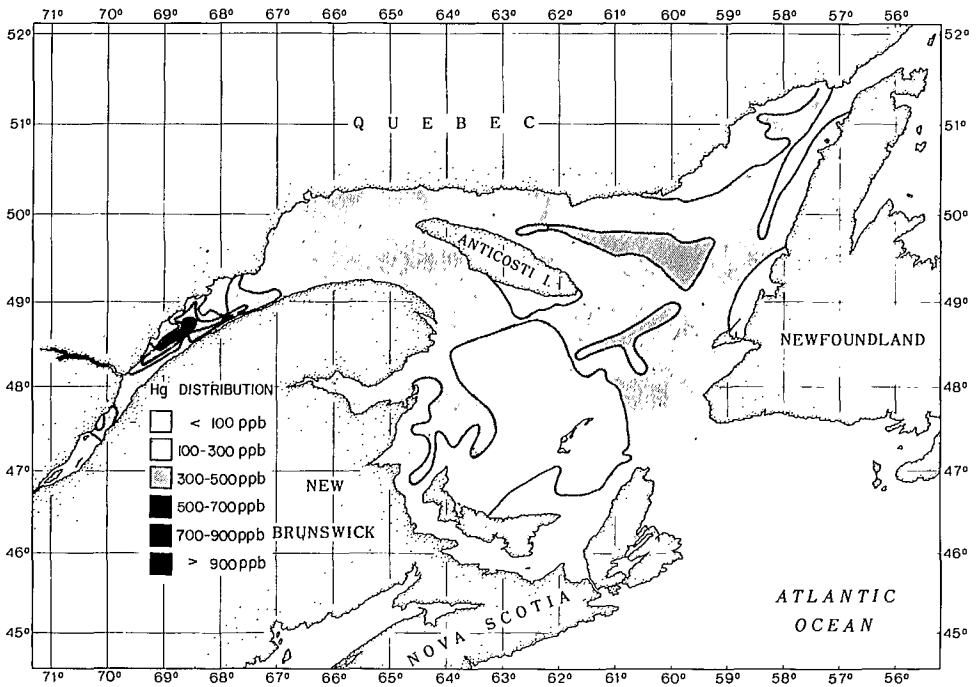 71° 70° 69° 68° 67° 66° 65° 64° 63° 62° 61° 60° 59° 58° 57° 56°
52° 52°
51° 51°
QUEBEC
50° 50°
ANTICOSTI I.
49° 49°
NEWFOUNDLAND
48° 48°
Hg DISTRIBUTION
< 100 ppb
100-300 ppb
47° 47°
300-500 ppb
NEW
500-700 ppb
700-900 ppb
BRUNSWICK
46° 46°
> 900 ppb
NOVA SCOTIA
ATLANTIC
OCEAN
45° 45°
71° 70° 69° 68° 67° 66° 65° 64° 63° 62° 61° 60° 59° 58° 57° 56°